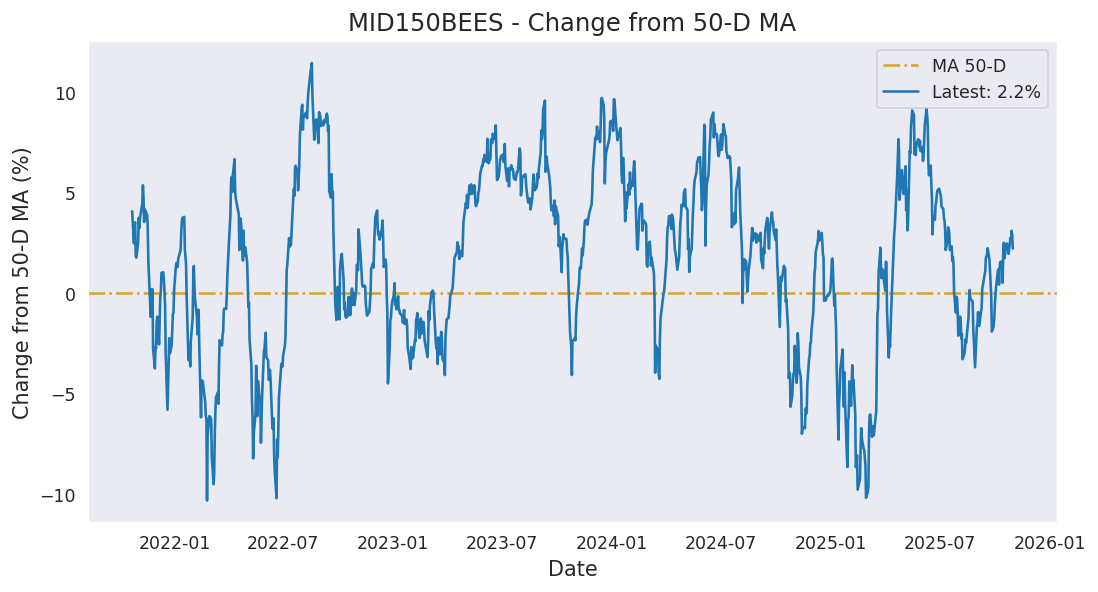 MID150BEES - Change from 50-D MA
MA 50-D
Latest: 2.2%
Change from 50-D MA (%)
10
5
0
−5
−10
2022-01 2022-07 2023-01 2023-07 2024-01 2024-07 2025-01 2025-07 2026-01
Date